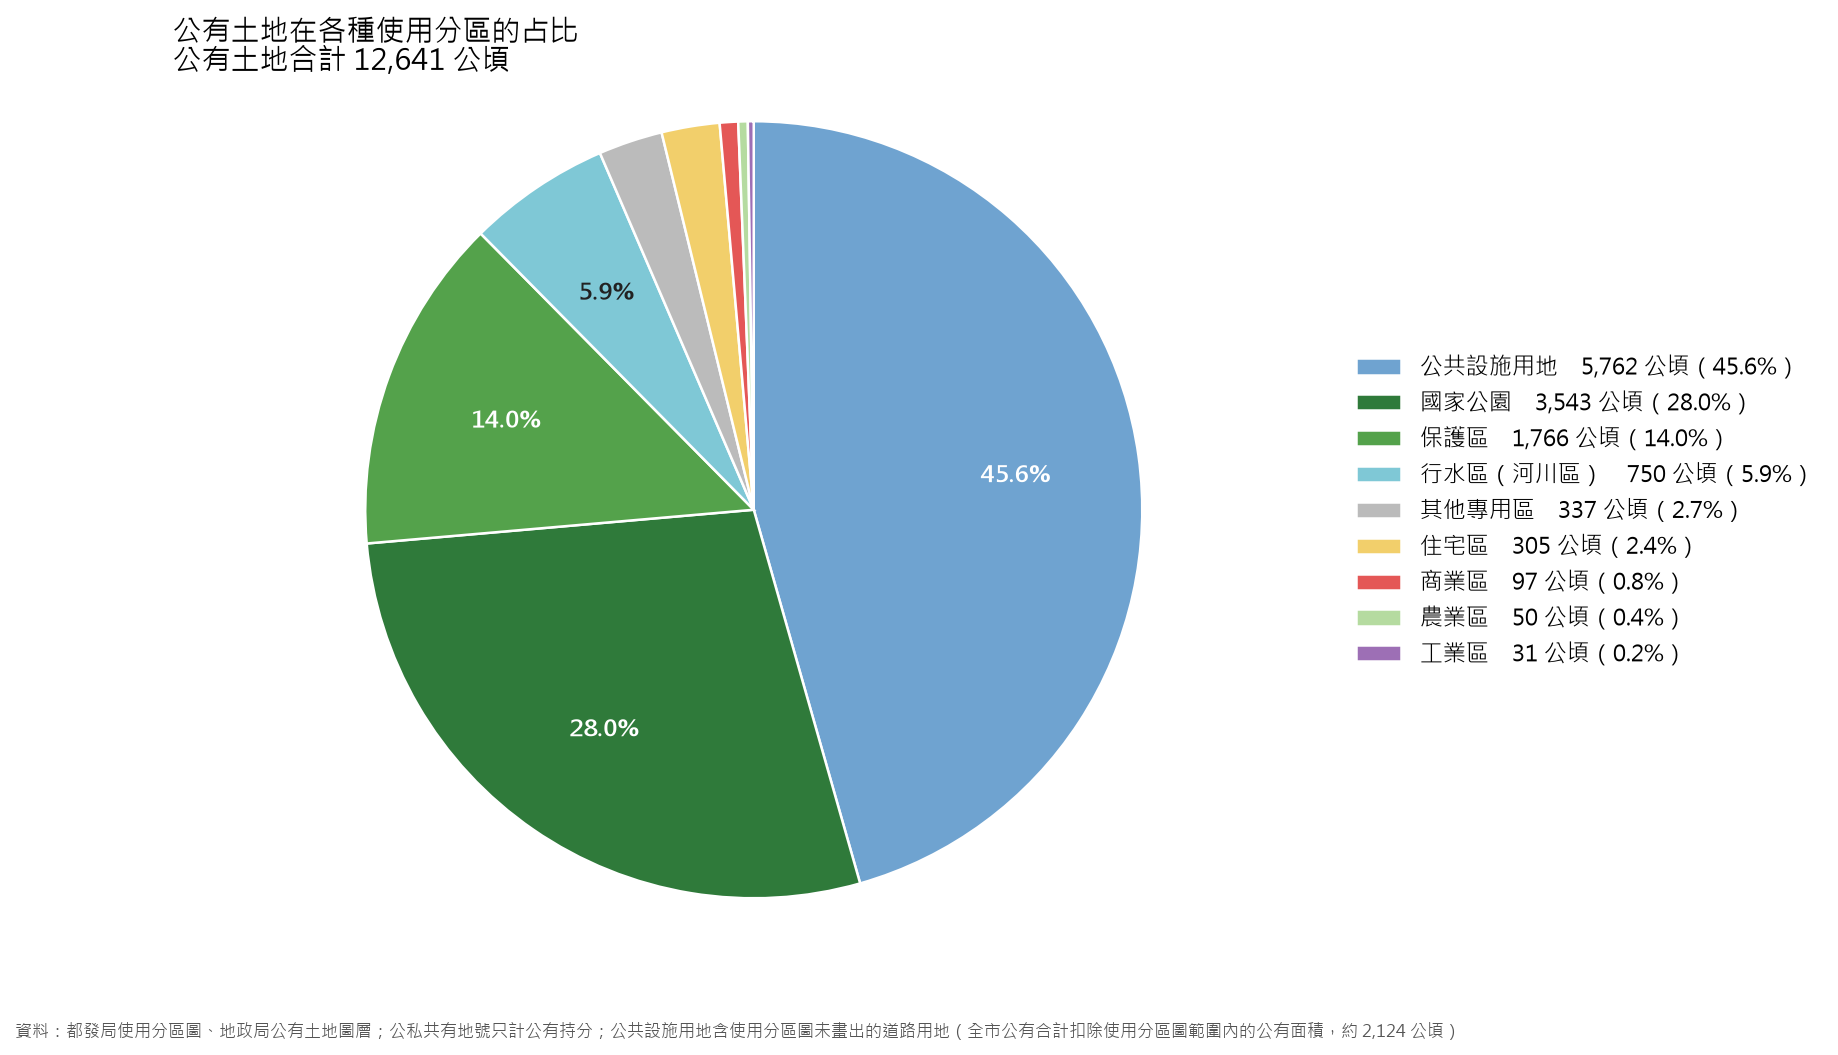 公有土地在各種使用分區的占比
公有土地合計 12,641 公頃
5.9%
14.0%
45.6%
28.0%
公共設施用地　5,762 公頃（45.6%）
國家公園　3,543 公頃（28.0%）
保護區　1,766 公頃（14.0%）
行水區（河川區）　750 公頃（5.9%）
其他專用區　337 公頃（2.7%）
住宅區　305 公頃（2.4%）
商業區　97 公頃（0.8%）
農業區　50 公頃（0.4%）
工業區　31 公頃（0.2%）
資料：都發局使用分區圖、地政局公有土地圖層；公私共有地號只計公有持分；公共設施用地含使用分區圖未畫出的道路用地（全市公有合計扣除使用分區圖範圍內的公有面積，約 2,124 公頃）